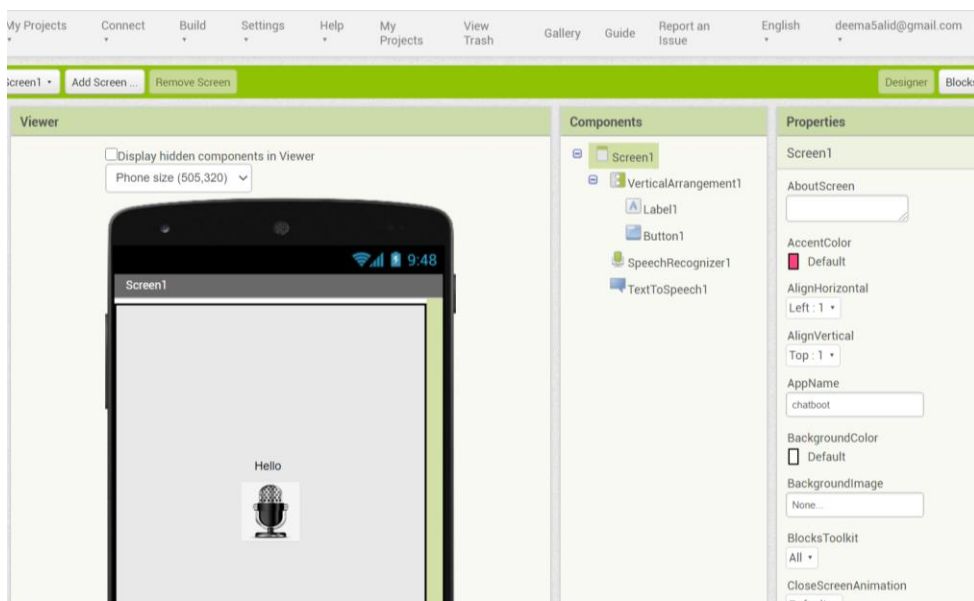 My Projects
Connect
Build
Settings
Help
My Projects
View Trash
Gallery
Guide
Report an Issue
English
deema5alid@gmail.com
Screen1
Add Screen ...
Remove Screen
Designer
Blocks
Viewer
Display hidden components in Viewer
Phone size (505,320)
9:48
Screen1
Hello
Components
Screen1
VerticalArrangement1
Label1
Button1
SpeechRecognizer1
TextToSpeech1
Properties
Screen1
AboutScreen
AccentColor
Default
AlignHorizontal
Left : 1
AlignVertical
Top : 1
AppName
chatboot
BackgroundColor
Default
BackgroundImage
None...
BlocksToolkit
All
CloseScreenAnimation